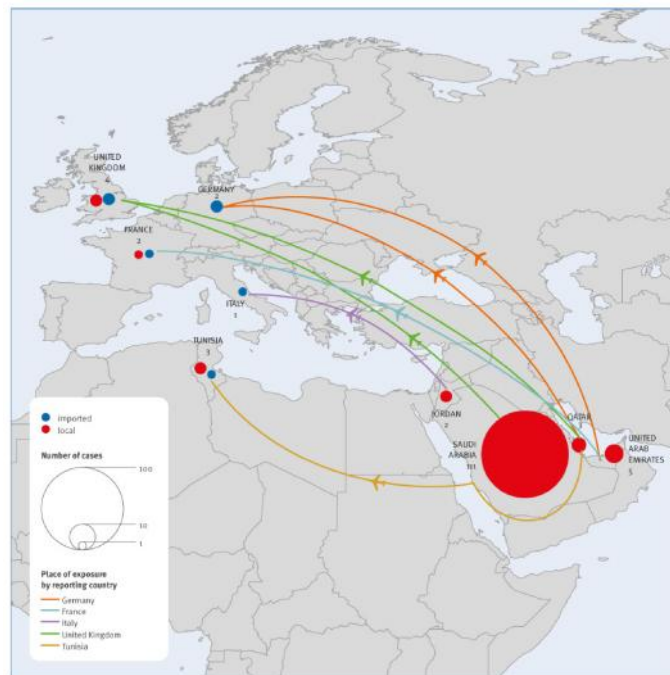 UNITED
KINGDOM
4
GERMANY
2
FRANCE
2
ITALY
1
TUNISIA
3
JORDAN
2
QATAR
SAUDI
ARABIA
111
UNITED
ARAB
EMIRATES
5
imported
local
Number of cases
100
10
1
Place of exposure
by reporting country
Germany
France
Italy
United Kingdom
Tunisia